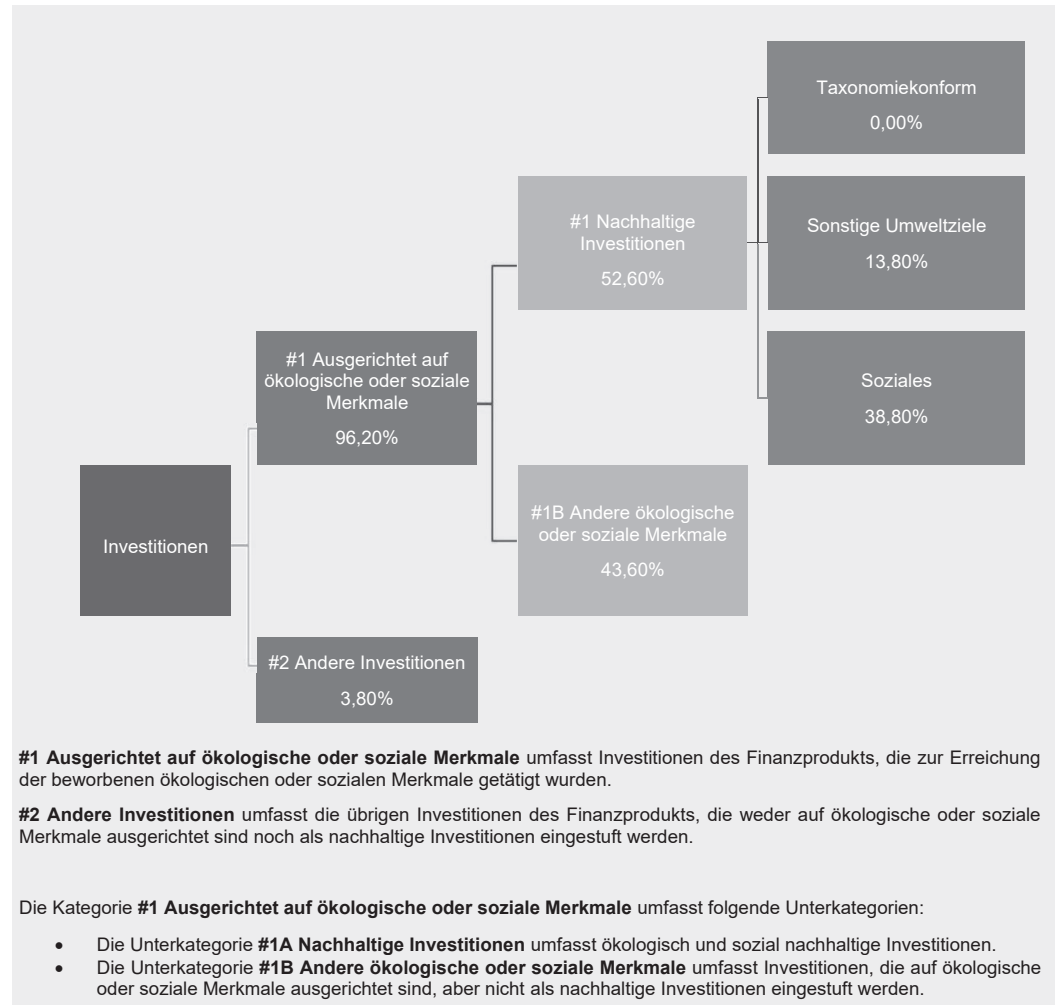 Taxonomiekonform
0,00%
#1 Nachhaltige
Investitionen
52,60%
Sonstige Umweltziele
13,80%
#1 Ausgerichtet auf
ökologische oder soziale
Merkmale
96,20%
Soziales
38,80%
Investitionen
#1B Andere ökologische
oder soziale Merkmale
43,60%
#2 Andere Investitionen
3,80%
#1 Ausgerichtet auf ökologische oder soziale Merkmale umfasst Investitionen des Finanzprodukts, die zur Erreichung
der beworbenen ökologischen oder sozialen Merkmale getätigt wurden.
#2 Andere Investitionen umfasst die übrigen Investitionen des Finanzprodukts, die weder auf ökologische oder soziale
Merkmale ausgerichtet sind noch als nachhaltige Investitionen eingestuft werden.
Die Kategorie #1 Ausgerichtet auf ökologische oder soziale Merkmale umfasst folgende Unterkategorien:
• Die Unterkategorie #1A Nachhaltige Investitionen umfasst ökologisch und sozial nachhaltige Investitionen.
• Die Unterkategorie #1B Andere ökologische oder soziale Merkmale umfasst Investitionen, die auf ökologische
oder soziale Merkmale ausgerichtet sind, aber nicht als nachhaltige Investitionen eingestuft werden.